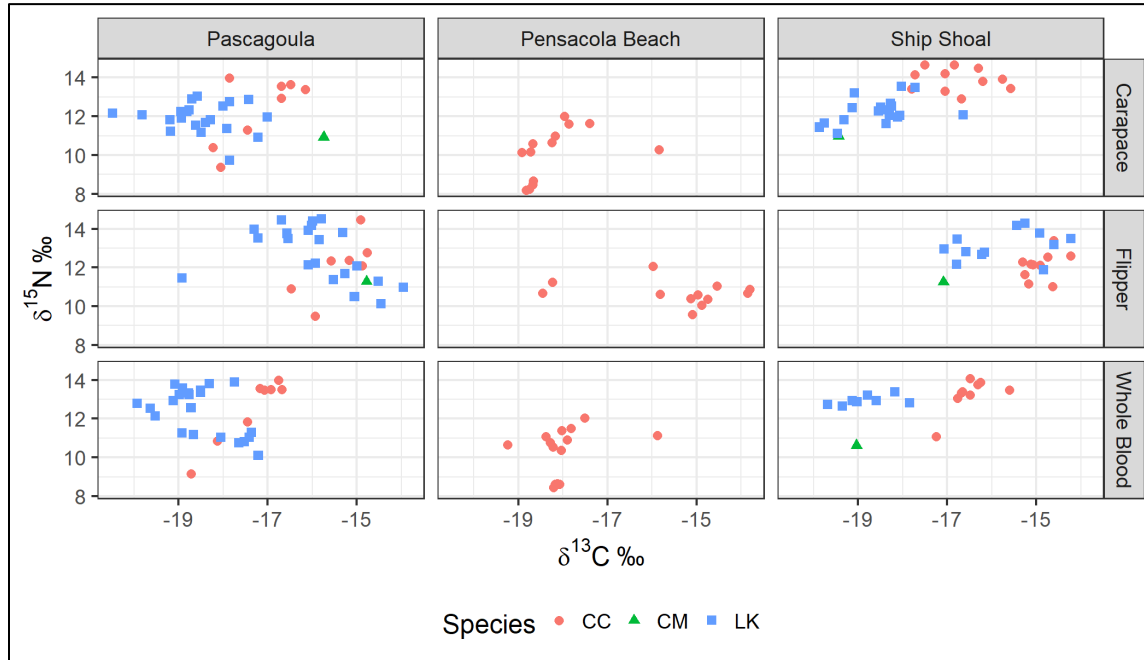 Pascagoula Pensacola Beach Ship Shoal
14
12
10
8
Carapace
14
12
10
8
Flipper
14
12
10
8
Whole Blood
δ15N ‰
-19 -17 -15 -19 -17 -15 -19 -17 -15
δ13C ‰
Species CC CM LK